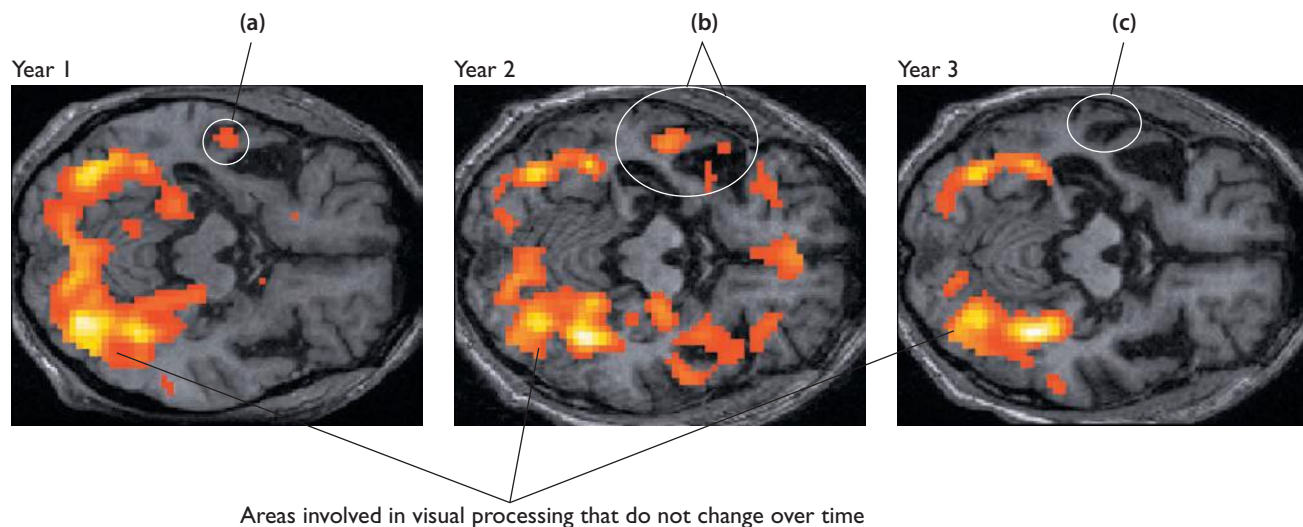 (a)
(b)
(c)
Year 1
Year 2
Year 3
Areas involved in visual processing that do not change over time